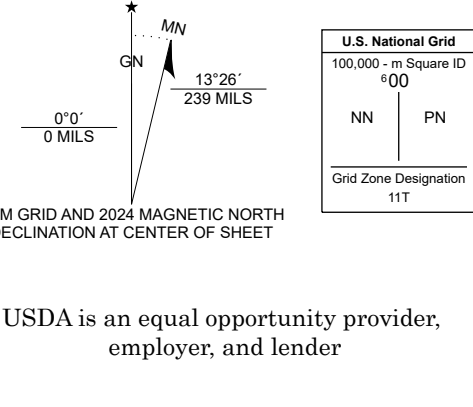 MN
GN
13°26´
239 MILS
0°0´
0 MILS
M GRID AND 2024 MAGNETIC NORTH
ECLINATION AT CENTER OF SHEET
U.S. National Grid
100,000 - m Square ID
⁶00
NN PN
Grid Zone Designation
11T
USDA is an equal opportunity provider,
employer, and lender